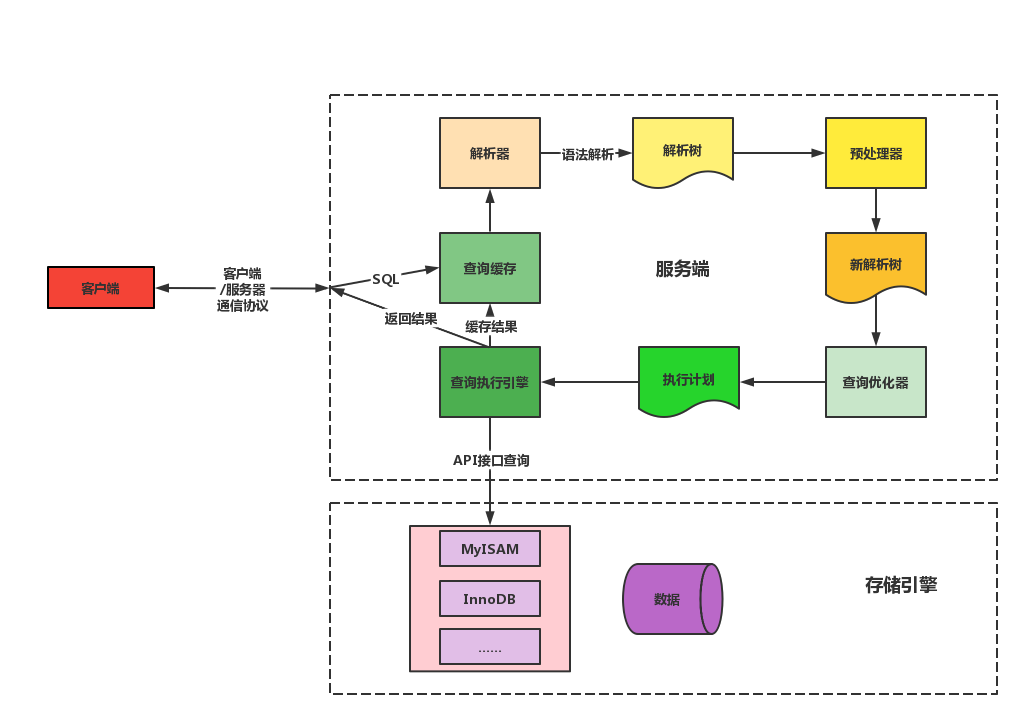 解析器
语法解析
解析树
预处理器
客户端
客户端
/服务器
通信协议
SQL
查询缓存
服务端
新解析树
返回结果
缓存结果
查询执行引擎
执行计划
查询优化器
API接口查询
MyISAM
InnoDB
......
数据
存储引擎